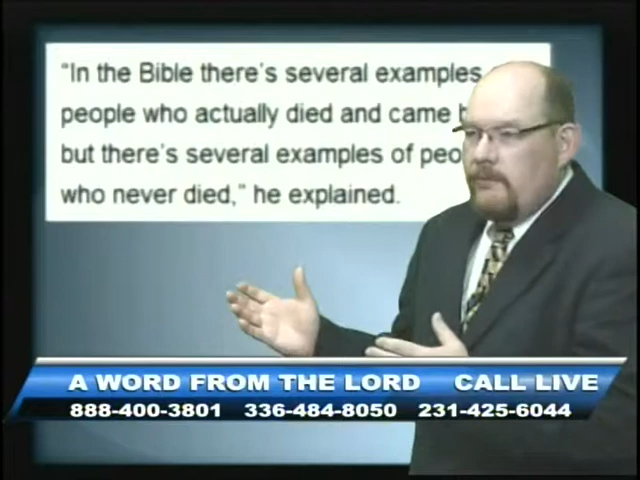 "In the Bible there's several examples
people who actually died and came
but there's several examples of
who never died," he explained.
A WORD FROM THE LORD CALL LIVE
888-400-3801 336-484-8050 231-425-6044